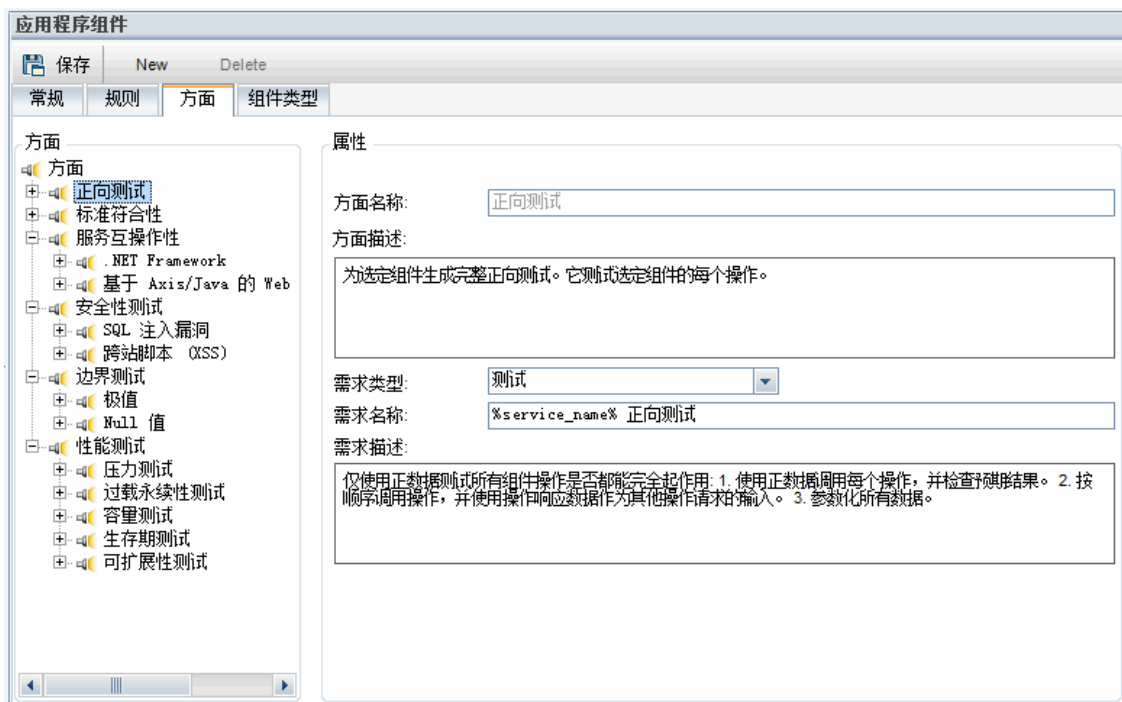 应用程序组件
保存 New Delete
常规 规则 方面 组件类型
方面
方面
正向测试
标准符合性
服务互操作性
.NET Framework
基于 Axis/Java 的 Web
安全性测试
SQL 注入漏洞
跨站脚本 (XSS)
边界测试
极值
Null 值
性能测试
压力测试
过载永续性测试
容量测试
生存期测试
可扩展性测试
属性
方面名称: 正向测试
方面描述:
为选定组件生成完整正向测试。它测试选定组件的每个操作。
需求类型: 测试
需求名称: %service_name% 正向测试
需求描述:
仅使用正数据测试所有组件操作是否都能完全起作用: 1. 使用正数据调用每个操作，并检查预期结果。 2. 按
顺序调用操作，并使用操作响应数据作为其他操作请求的输入。 3. 参数化所有数据。